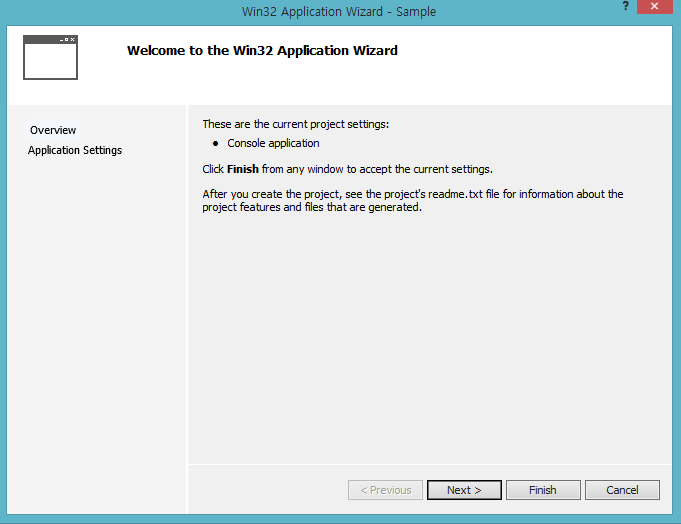 Win32 Application Wizard - Sample
?
Welcome to the Win32 Application Wizard
Overview
Application Settings
These are the current project settings:
• Console application
Click Finish from any window to accept the current settings.
After you create the project, see the project's readme.txt file for information about the
project features and files that are generated.
< Previous
Next >
Finish
Cancel